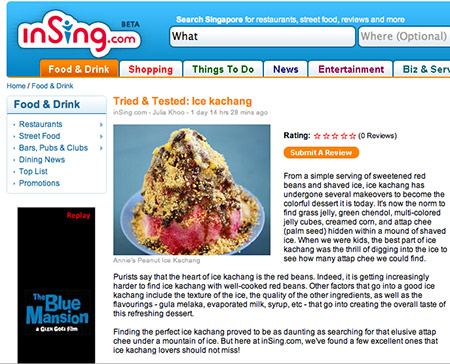 inSing.com
BETA
Search Singapore for restaurants, street food, reviews and more
What
Where (Optional)
Food & Drink
Shopping
Things To Do
News
Entertainment
Biz & Serv
Home / Food & Drink
Food & Drink
Restaurants
Street Food
Bars, Pubs & Clubs
Dining News
Top List
Promotions
Replay
The
Blue
Mansion
a GLEN GOEI FILM
Tried & Tested: Ice kachang
inSing.com - Julia Khoo - 1 day 14 hrs 28 mins ago
Annie's Peanut Ice Kachang
Rating: (0 Reviews)
Submit A Review
From a simple serving of sweetened red
beans and shaved ice, ice kachang has
undergone several makeovers to become the
colorful dessert it is today. It's now the norm to
find grass jelly, green chendol, multi-colored
jelly cubes, creamed corn, and attap chee
(palm seed) hidden within a mound of shaved
ice. When we were kids, the best part of ice
kachang was the thrill of digging into the ice to
see how many attap chee we could find.
Purists say that the heart of ice kachang is the red beans. Indeed, it is getting increasingly
harder to find ice kachang with well-cooked red beans. Other factors that go into a good ice
kachang include the texture of the ice, the quality of the other ingredients, as well as the
flavourings - gula melaka, evaporated milk, syrup, etc - that go into creating the overall taste of
this refreshing dessert.
Finding the perfect ice kachang proved to be as daunting as searching for that elusive attap
chee under a mountain of ice. But here at inSing.com, we've found a few excellent ones that
ice kachang lovers should not miss!